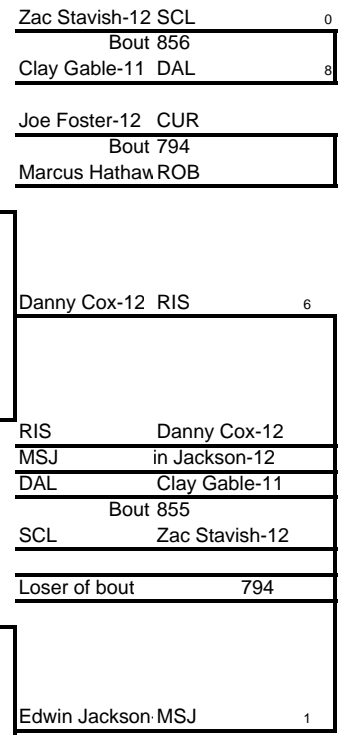 Zac Stavish-12 SCL 0
Bout 856
Clay Gable-11 DAL 8
Joe Foster-12 CUR
Bout 794
Marcus Hathaw ROB
Danny Cox-12 RIS 6
RIS Danny Cox-12
MSJ in Jackson-12
DAL Clay Gable-11
Bout 855
SCL Zac Stavish-12
Loser of bout 794
Edwin Jackson- MSJ 1